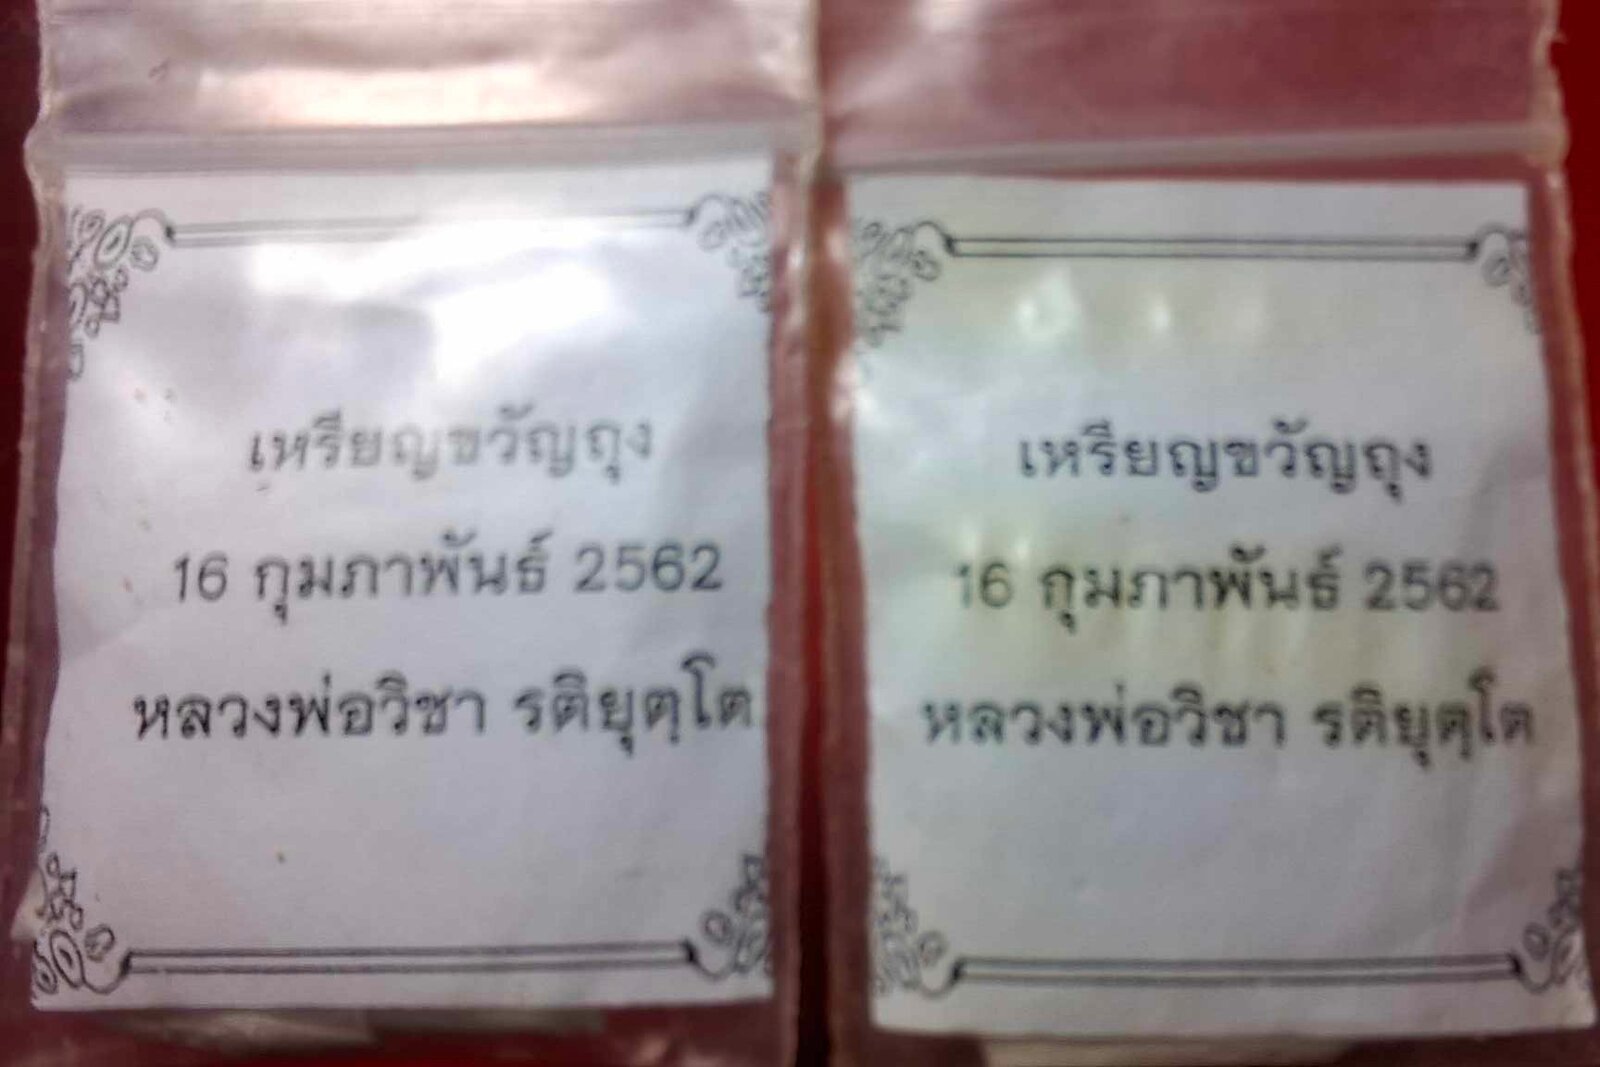 เหรียญขวัญถุง
16 กุมภาพันธ์ 2562
หลวงพ่อวิชา รติยุตฺโต
เหรียญขวัญถุง
16 กุมภาพันธ์ 2562
หลวงพ่อวิชา รติยุตฺโต